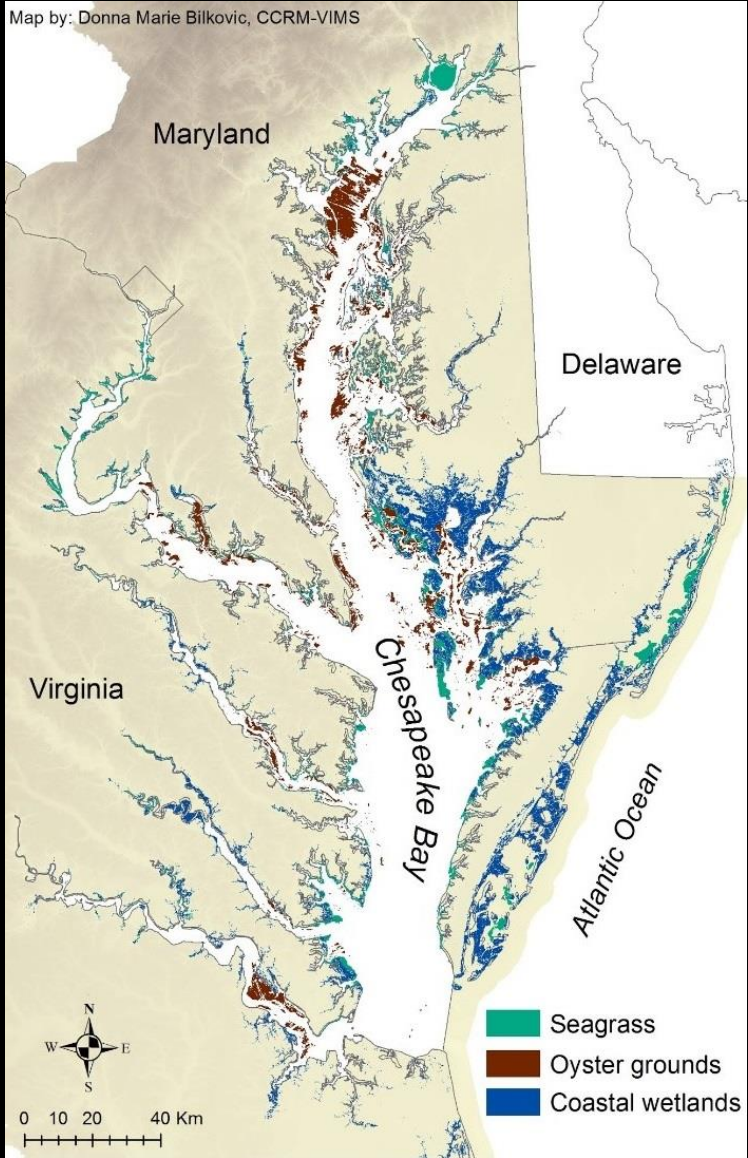 Map by: Donna Marie Bilkovic, CCRM-VIMS
Maryland
Delaware
Virginia
Chesapeake Bay
Atlantic Ocean
N
W E
S
0 10 20 40 Km
Seagrass
Oyster grounds
Coastal wetlands